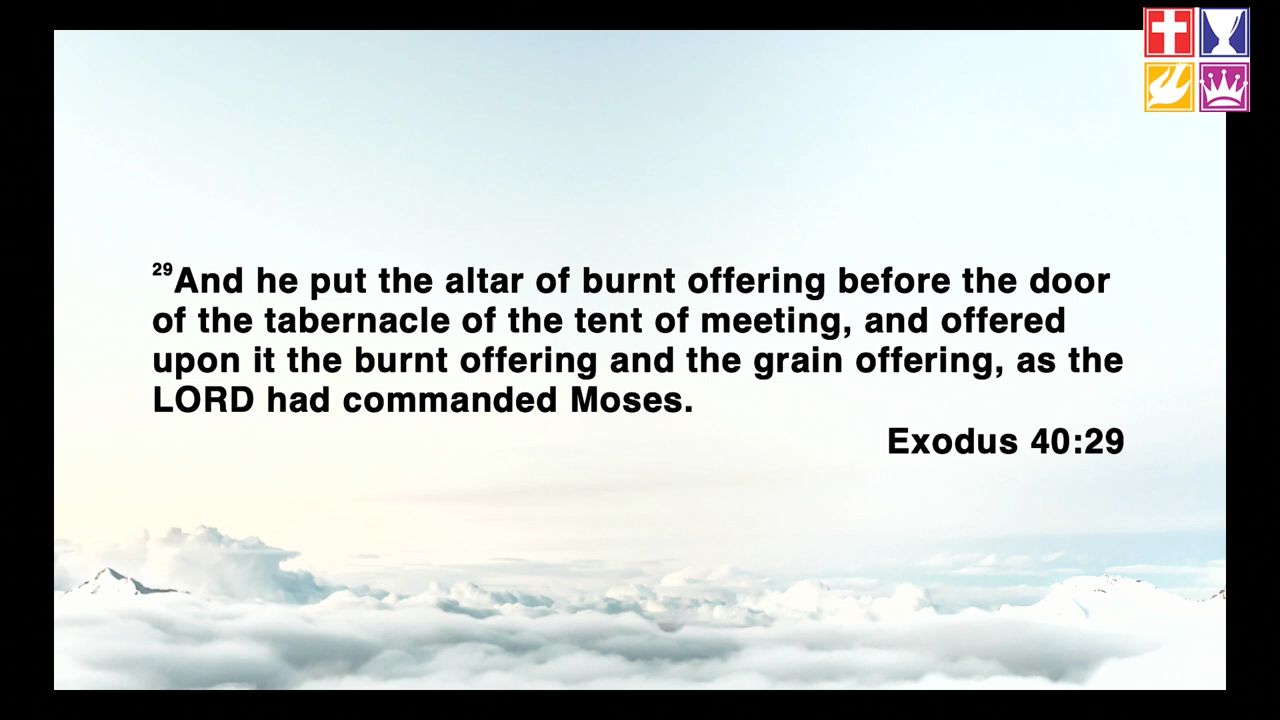 29And he put the altar of burnt offering before the door
of the tabernacle of the tent of meeting, and offered
upon it the burnt offering and the grain offering, as the
LORD had commanded Moses.
Exodus 40:29